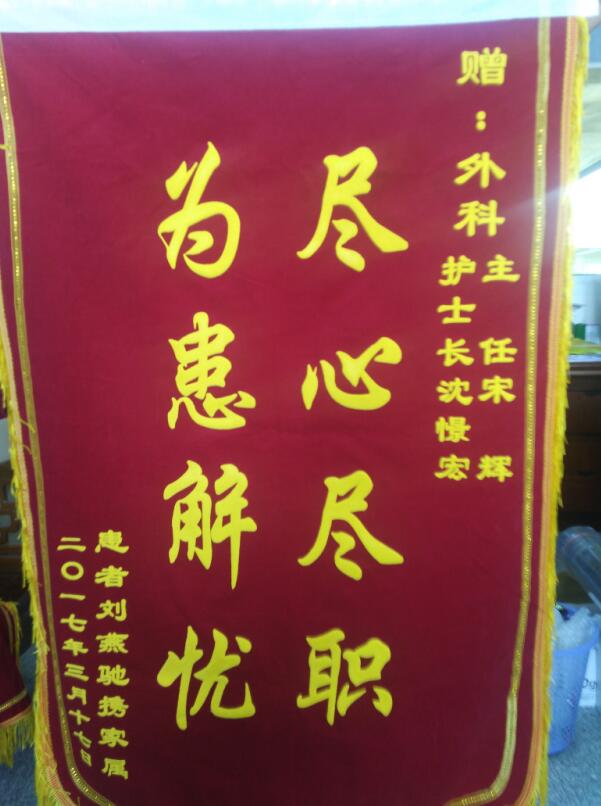 赠：外科
主任宋辉
护士长沈憬宏
尽心尽职
为患解忧
患者刘燕驰携家属
二〇一七年三月十七日